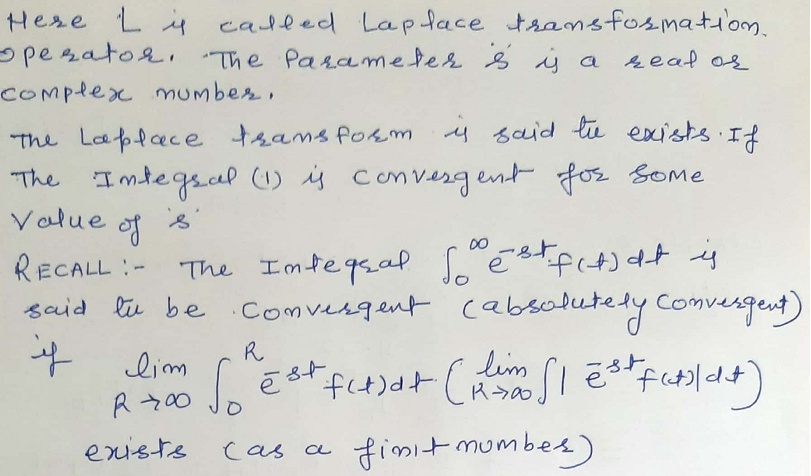 Here L is called Laplace transformation
operator. The Parameter 's' is a real or
complex number.
The Laplace transform is said to exists. If
The Integral (1) is convergent for some
Value of 's'
RECALL :- The Integral ∫₀^∞ e^{-st} f(t) dt is
said to be convergent (absolutely convergent)
if lim_{R→∞} ∫₀^R e^{-st} f(t) dt ( lim_{R→∞} ∫ | e^{-st} f(t) | dt )
exists (as a finit number)